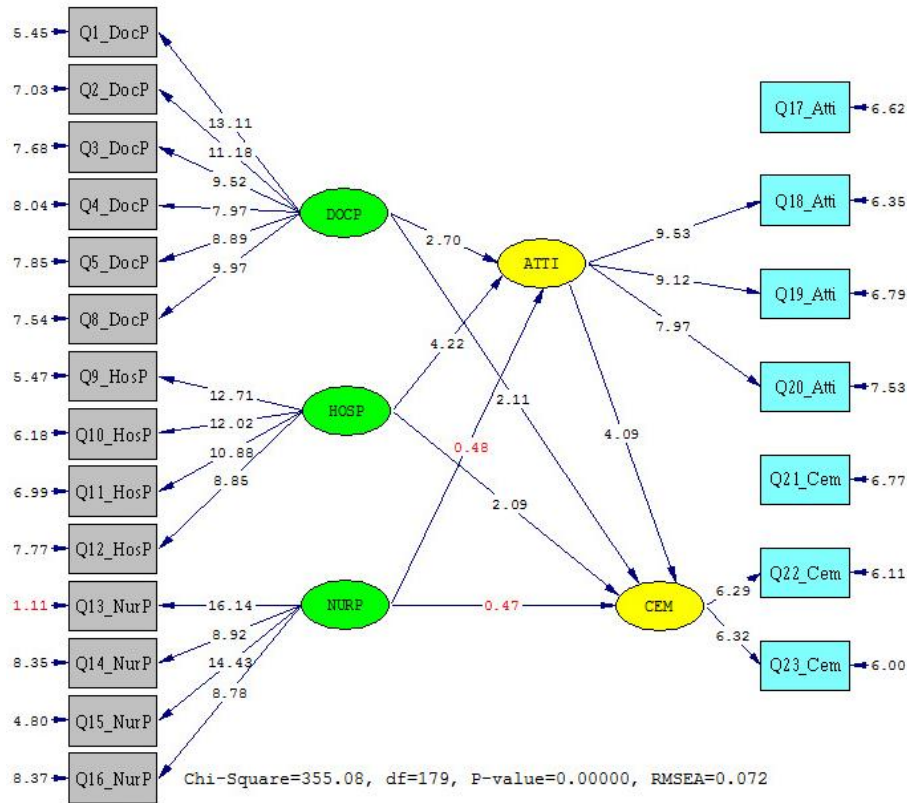 5.45 Q1_DocP
7.03 Q2_DocP
7.68 Q3_DocP
8.04 Q4_DocP
7.85 Q5_DocP
7.54 Q8_DocP
5.47 Q9_HosP
6.18 Q10_HosP
6.99 Q11_HosP
7.77 Q12_HosP
1.11 Q13_NurP
8.35 Q14_NurP
4.80 Q15_NurP
8.37 Q16_NurP
13.11
11.18
9.52
7.97
8.89
9.97
12.71
12.02
10.88
8.85
16.14
8.92
14.43
8.78
DOCP
HOSP
NURP
2.70
4.22
2.11
0.48
2.09
0.47
4.09
ATTI
CEM
9.53
9.12
7.97
6.29
6.32
Q17_Atti 6.62
Q18_Atti 6.35
Q19_Atti 6.79
Q20_Atti 7.53
Q21_Cem 6.77
Q22_Cem 6.11
Q23_Cem 6.00
Chi-Square=355.08, df=179, P-value=0.00000, RMSEA=0.072